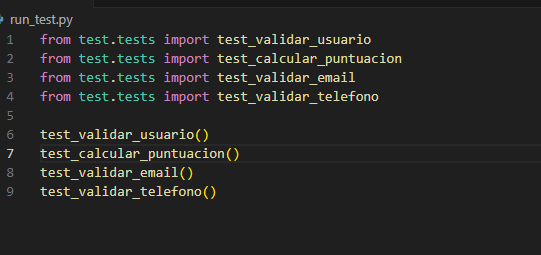 run_test.py
1 from test.tests import test_validar_usuario
2 from test.tests import test_calcular_puntuacion
3 from test.tests import test_validar_email
4 from test.tests import test_validar_telefono
5
6 test_validar_usuario()
7 test_calcular_puntuacion()
8 test_validar_email()
9 test_validar_telefono()